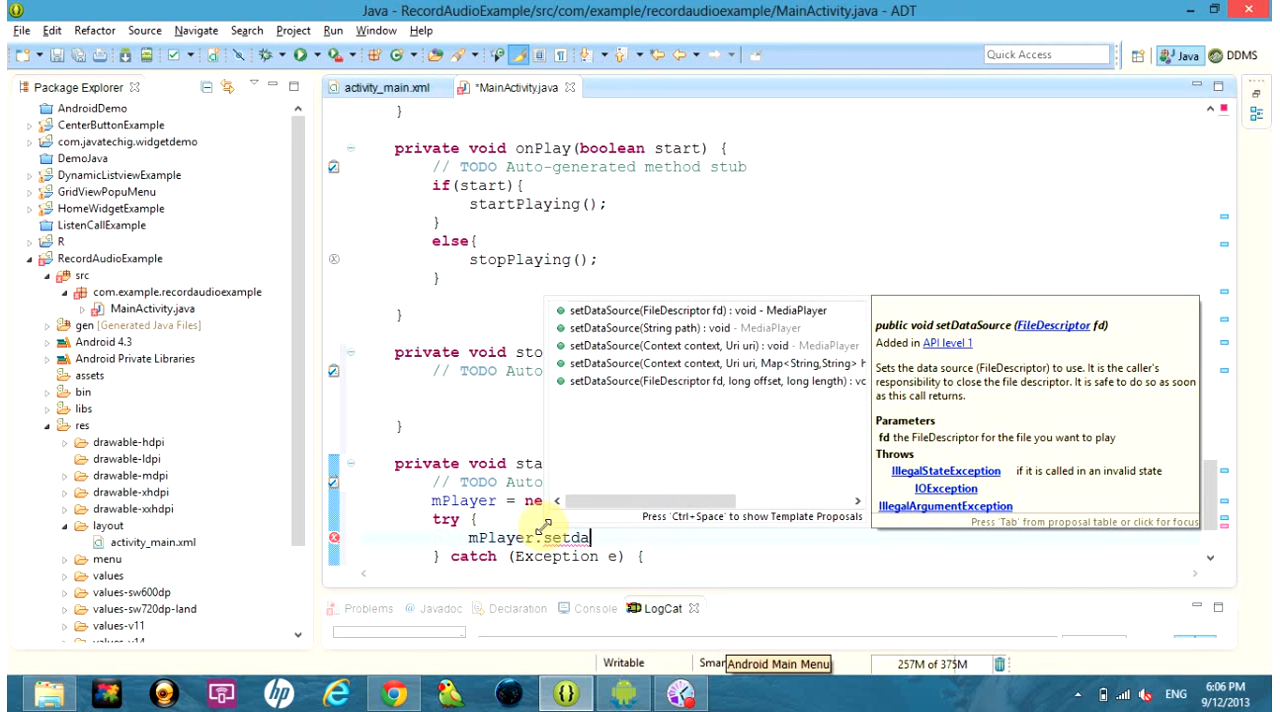 Java - RecordAudioExample/src/com/example/recordaudioexample/MainActivity.java - ADT
File Edit Refactor Source Navigate Search Project Run Window Help
Quick Access
Java
DDMS
Package Explorer
activity_main.xml
*MainActivity.java
AndroidDemo
CenterButtonExample
com.javatechig.widgetdemo
DemoJava
DynamicListviewExample
GridViewPopuMenu
HomeWidgetExample
ListenCallExample
R
RecordAudioExample
src
com.example.recordaudioexample
MainActivity.java
gen [Generated Java Files]
Android 4.3
Android Private Libraries
assets
bin
libs
res
drawable-hdpi
drawable-ldpi
drawable-mdpi
drawable-xhdpi
drawable-xxhdpi
layout
activity_main.xml
menu
values
values-sw600dp
values-sw720dp-land
values-v11
values-v14
}
private void onPlay(boolean start) {
// TODO Auto-generated method stub
if(start){
startPlaying();
}
else{
stopPlaying();
}
}
private void sto
// TODO Auto
}
private void sta
// TODO Auto
mPlayer = ne
try {
mPlayer.setda
} catch (Exception e) {
setDataSource(FileDescriptor fd) : void - MediaPlayer
setDataSource(String path) : void - MediaPlayer
setDataSource(Context context, Uri uri) : void - MediaPlayer
setDataSource(Context context, Uri uri, Map<String,String> h
setDataSource(FileDescriptor fd, long offset, long length) : vo
Press 'Ctrl+Space' to show Template Proposals
public void setDataSource (FileDescriptor fd)
Added in API level 1
Sets the data source (FileDescriptor) to use. It is the caller's
responsibility to close the file descriptor. It is safe to do so as soon
as this call returns.
Parameters
fd the FileDescriptor for the file you want to play
Throws
IllegalStateException if it is called in an invalid state
IOException
IllegalArgumentException
Press 'Tab' from proposal table or click for focus
Problems @ Javadoc Declaration Console LogCat
Writable
Smar
Android Main Menu
257M of 375M
hp
ENG
6:06 PM
9/12/2013